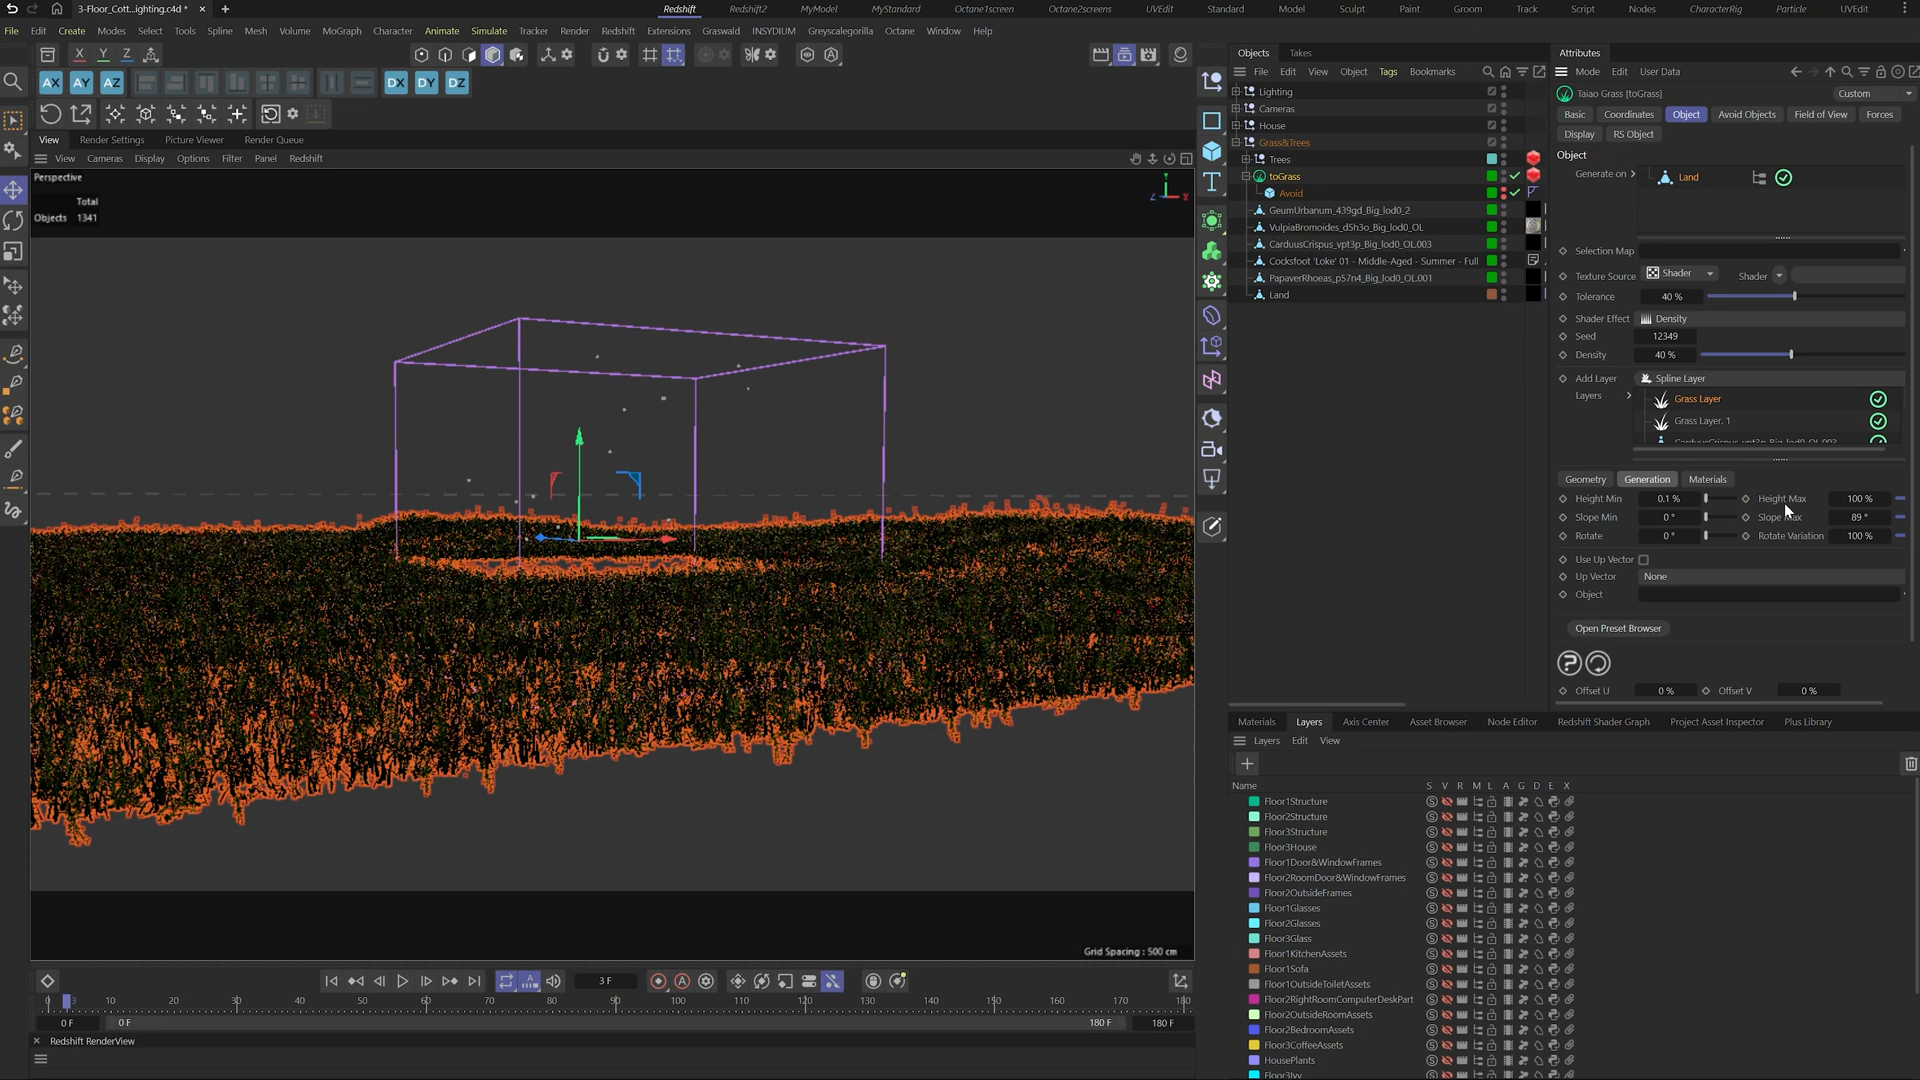 3-Floor_Cott...ighting.c4d *
Redshift Redshift2 MyModel MyStandard Octane1screen Octane2screens UVEdit Standard Model Sculpt Paint Groom Track Script Nodes CharacterRig Particle UVEdit
File Edit Create Modes Select Tools Spline Mesh Volume MoGraph Character Animate Simulate Tracker Render Redshift Extensions Graswald INSYDIUM Greyscalegorilla Octane Window Help
X Y Z
AX AY AZ DX DY DZ
View Render Settings Picture Viewer Render Queue
View Cameras Display Options Filter Panel Redshift
Perspective
Total
Objects 1341
Y
Z X
Grid Spacing : 500 cm
3 F
0 3 10 20 30 40 50 60 70 80 90 100 110 120 130 140 150 160 170 180
0 F 0 F 180 F 180 F
Redshift RenderView
Objects Takes
File Edit View Object Tags Bookmarks
Lighting
Cameras
House
Grass&Trees
Trees
toGrass
Avoid
GeumUrbanum_439gd_Big_lod0_2
VulpiaBromoides_d5h3o_Big_lod0_OL
CarduusCrispus_vpt3p_Big_lod0_OL.003
Cocksfoot 'Loke' 01 - Middle-Aged - Summer - Full
PapaverRhoeas_p57n4_Big_lod0_OL.001
Land
Attributes
Mode Edit User Data
Taiao Grass [toGrass] Custom
Basic Coordinates Object Avoid Objects Field of View Forces
Display RS Object
Object
Generate on Land
Selection Map
Texture Source Shader Shader
Tolerance 40 %
Shader Effect Density
Seed 12349
Density 40 %
Add Layer Spline Layer
Layers Grass Layer
Grass Layer. 1
CarduusCrispus_vpt3p_Big_lod0_OL.003
Geometry Generation Materials
Height Min 0.1 % Height Max 100 %
Slope Min 0 ° Slope Max 89 °
Rotate 0 ° Rotate Variation 100 %
Use Up Vector
Up Vector None
Object
Open Preset Browser
Offset U 0 % Offset V 0 %
Materials Layers Axis Center Asset Browser Node Editor Redshift Shader Graph Project Asset Inspector Plus Library
Layers Edit View
Name S V R M L A G D E X
Floor1Structure
Floor2Structure
Floor3Structure
Floor3House
Floor1Door&WindowFrames
Floor2RoomDoor&WindowFrames
Floor2OutsideFrames
Floor1Glasses
Floor2Glasses
Floor3Glass
Floor1KitchenAssets
Floor1Sofa
Floor1OutsideToiletAssets
Floor2RightRoomComputerDeskPart
Floor2OutsideRoomAssets
Floor2BedroomAssets
Floor3CoffeeAssets
HousePlants
Floor3Ivy